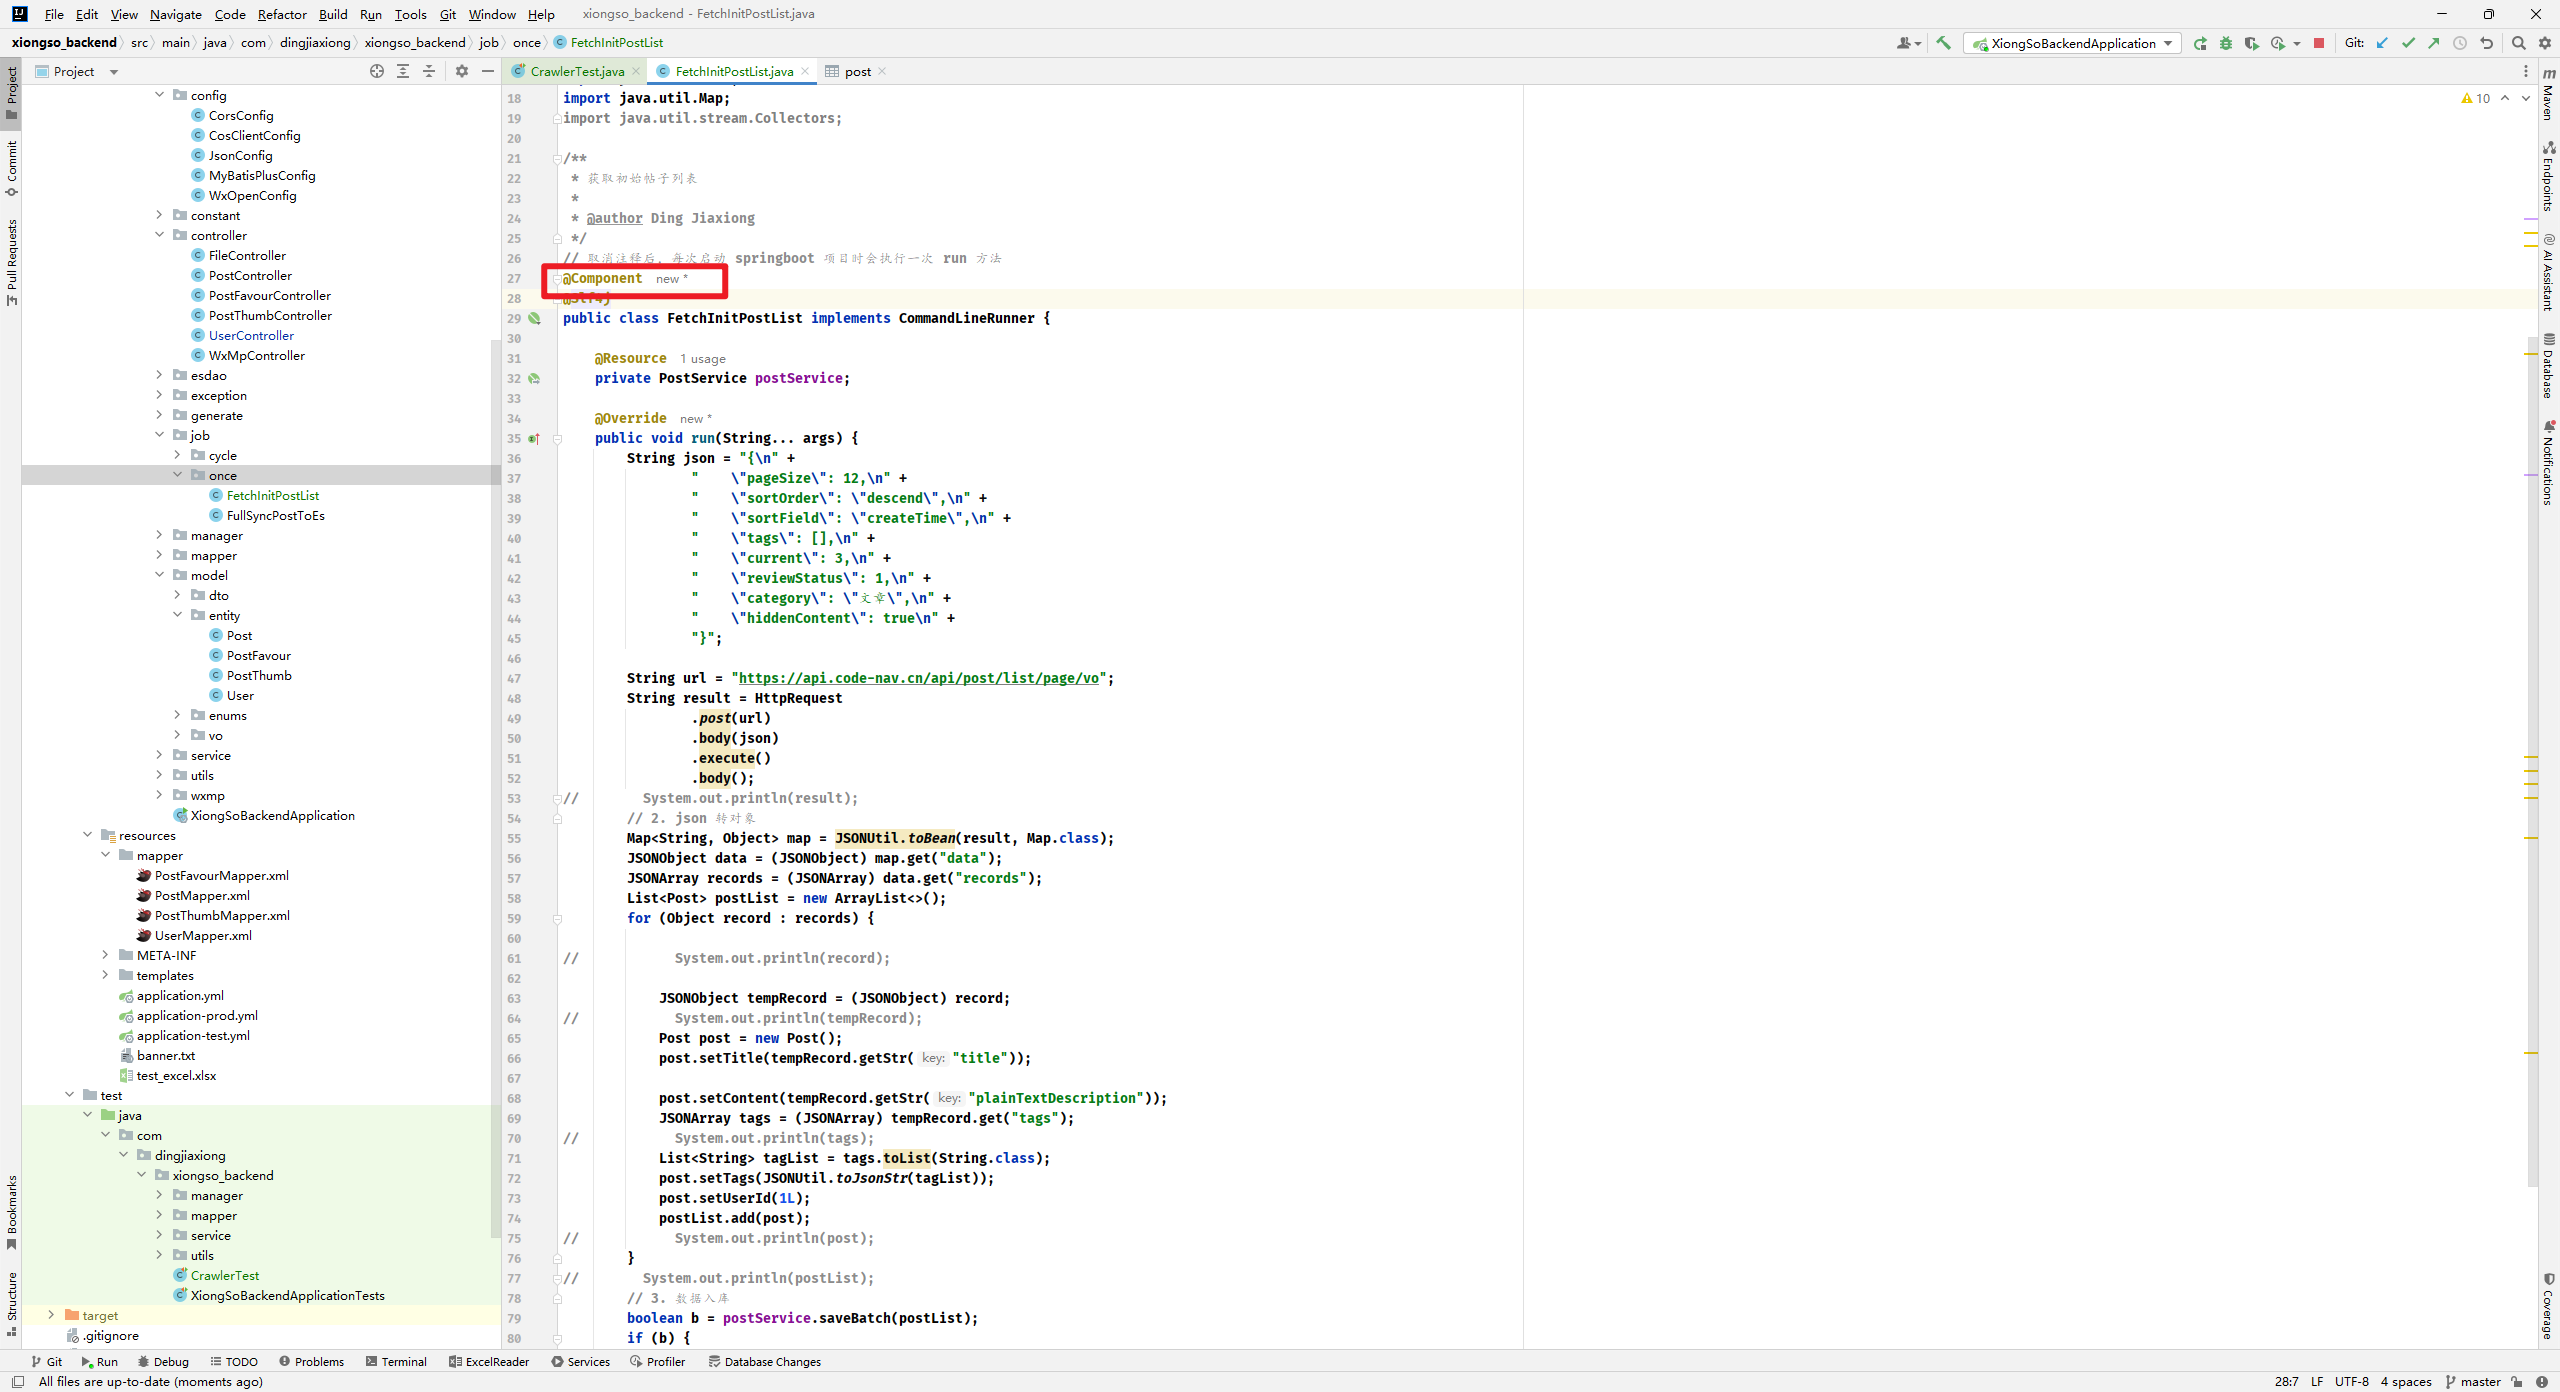 File Edit View Navigate Code Refactor Build Run Tools Git Window Help xiongso_backend - FetchInitPostList.java
xiongso_backend src main java com dingjiaxiong xiongso_backend job once FetchInitPostList XiongSoBackendApplication Git:
Project CrawlerTest.java FetchInitPostList.java post
Project
Commit
Pull Requests
Bookmarks
Structure
config
CorsConfig
CosClientConfig
JsonConfig
MyBatisPlusConfig
WxOpenConfig
constant
controller
FileController
PostController
PostFavourController
PostThumbController
UserController
WxMpController
esdao
exception
generate
job
cycle
once
FetchInitPostList
FullSyncPostToEs
manager
mapper
model
dto
entity
Post
PostFavour
PostThumb
User
enums
vo
service
utils
wxmp
XiongSoBackendApplication
resources
mapper
PostFavourMapper.xml
PostMapper.xml
PostThumbMapper.xml
UserMapper.xml
META-INF
templates
application.yml
application-prod.yml
application-test.yml
banner.txt
test_excel.xlsx
test
java
com
dingjiaxiong
xiongso_backend
manager
mapper
service
utils
CrawlerTest
XiongSoBackendApplicationTests
target
.gitignore
10
18 import java.util.Map;
19 import java.util.stream.Collectors;
20
21 /**
22 * 获取初始帖子列表
23 *
24 * @author Ding Jiaxiong
25 */
26 // 取消注释后，每次启动 springboot 项目时会执行一次 run 方法
27 @Component new *
28 @Slf4j
29 public class FetchInitPostList implements CommandLineRunner {
30
31 @Resource 1 usage
32 private PostService postService;
33
34 @Override new *
35 public void run(String... args) {
36 String json = "{\n" +
37 " \"pageSize\": 12,\n" +
38 " \"sortOrder\": \"descend\",\n" +
39 " \"sortField\": \"createTime\",\n" +
40 " \"tags\": [],\n" +
41 " \"current\": 3,\n" +
42 " \"reviewStatus\": 1,\n" +
43 " \"category\": \"文章\",\n" +
44 " \"hiddenContent\": true\n" +
45 "}";
46
47 String url = "https://api.code-nav.cn/api/post/list/page/vo";
48 String result = HttpRequest
49 .post(url)
50 .body(json)
51 .execute()
52 .body();
53 // System.out.println(result);
54 // 2. json 转对象
55 Map<String, Object> map = JSONUtil.toBean(result, Map.class);
56 JSONObject data = (JSONObject) map.get("data");
57 JSONArray records = (JSONArray) data.get("records");
58 List<Post> postList = new ArrayList<>();
59 for (Object record : records) {
60
61 // System.out.println(record);
62
63 JSONObject tempRecord = (JSONObject) record;
64 // System.out.println(tempRecord);
65 Post post = new Post();
66 post.setTitle(tempRecord.getStr( key: "title"));
67
68 post.setContent(tempRecord.getStr( key: "plainTextDescription"));
69 JSONArray tags = (JSONArray) tempRecord.get("tags");
70 // System.out.println(tags);
71 List<String> tagList = tags.toList(String.class);
72 post.setTags(JSONUtil.toJsonStr(tagList));
73 post.setUserId(1L);
74 postList.add(post);
75 // System.out.println(post);
76 }
77 // System.out.println(postList);
78 // 3. 数据入库
79 boolean b = postService.saveBatch(postList);
80 if (b) {
Maven
Endpoints
AI Assistant
Database
Notifications
Coverage
Git Run Debug TODO Problems Terminal ExcelReader Services Profiler Database Changes
All files are up-to-date (moments ago) 28:7 LF UTF-8 4 spaces master